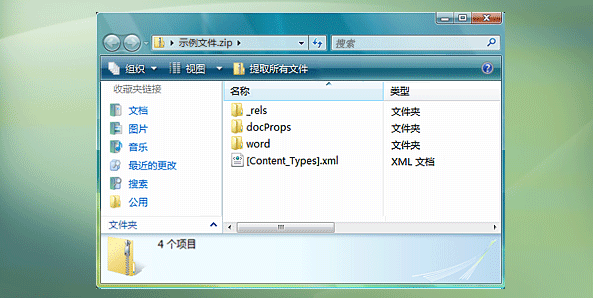 示例文件.zip
搜索
组织 视图 提取所有文件
收藏夹链接
文档
图片
音乐
最近的更改
搜索
公用
文件夹
名称 类型
_rels 文件夹
docProps 文件夹
word 文件夹
[Content_Types].xml XML 文档
4 个项目